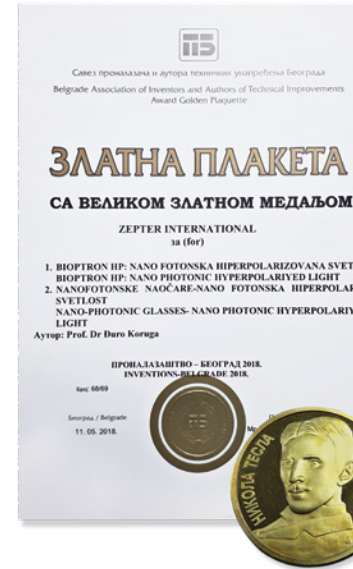 Савез проналазача и аутора техничких унапређења Београда
Belgrade Association of Inventors and Authors of Technical Improvements
Award Golden Plaquette
ЗЛАТНА ПЛАКЕТА
СА ВЕЛИКОМ ЗЛАТНОМ МЕДАЉОМ
ZEPTER INTERNATIONAL
за (for)
1. BIOPTRON HP: NANO FOTONSKA HIPERPOLARIZOVANA SVET
BIOPTRON HP: NANO PHOTONIC HYPERPOLARIYED LIGHT
2. NANOFOTONSKE NAOČARE-NANO FOTONSKA HIPERPOLAR
SVETLOST
NANO-PHOTONIC GLASSES- NANO PHOTONIC HYPERPOLARIY
LIGHT
Аутор: Prof. Dr Đuro Koruga
ПРОНАЛАЗАШТВО – БЕОГРАД 2018.
INVENTIONS-BELGRADE 2018.
Број: 68/69
Београд / Belgrade
11. 05. 2018.
НИКОЛА ТЕСЛА